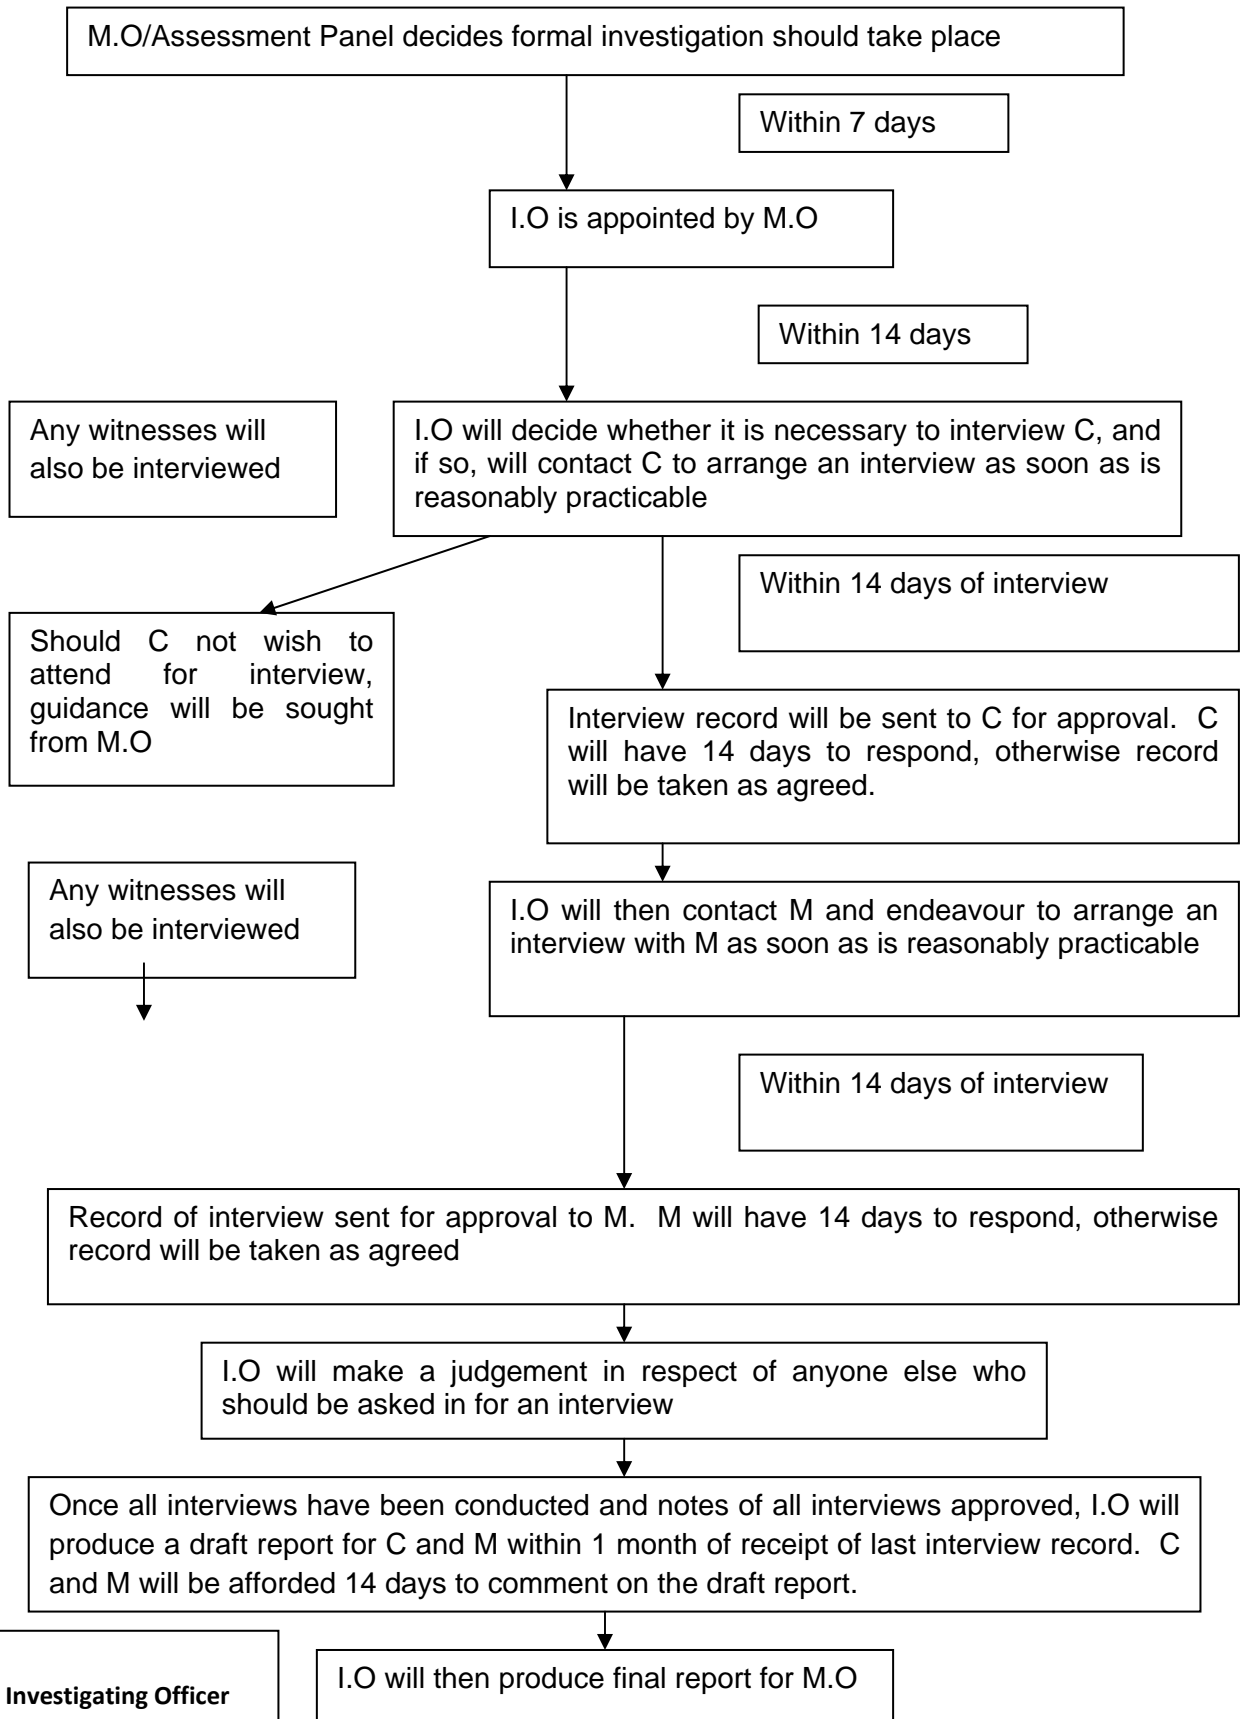 M.O/Assessment Panel decides formal investigation should take place
Within 7 days
I.O is appointed by M.O
Within 14 days
Any witnesses will
also be interviewed
I.O will decide whether it is necessary to interview C, and
if so, will contact C to arrange an interview as soon as is
reasonably practicable
Within 14 days of interview
Should C not wish to
attend for interview,
guidance will be sought
from M.O
Interview record will be sent to C for approval. C
will have 14 days to respond, otherwise record
will be taken as agreed.
Any witnesses will
also be interviewed
I.O will then contact M and endeavour to arrange an
interview with M as soon as is reasonably practicable
Within 14 days of interview
Record of interview sent for approval to M. M will have 14 days to respond, otherwise
record will be taken as agreed
I.O will make a judgement in respect of anyone else who
should be asked in for an interview
Once all interviews have been conducted and notes of all interviews approved, I.O will
produce a draft report for C and M within 1 month of receipt of last interview record. C
and M will be afforded 14 days to comment on the draft report.
I.O will then produce final report for M.O
Investigating Officer